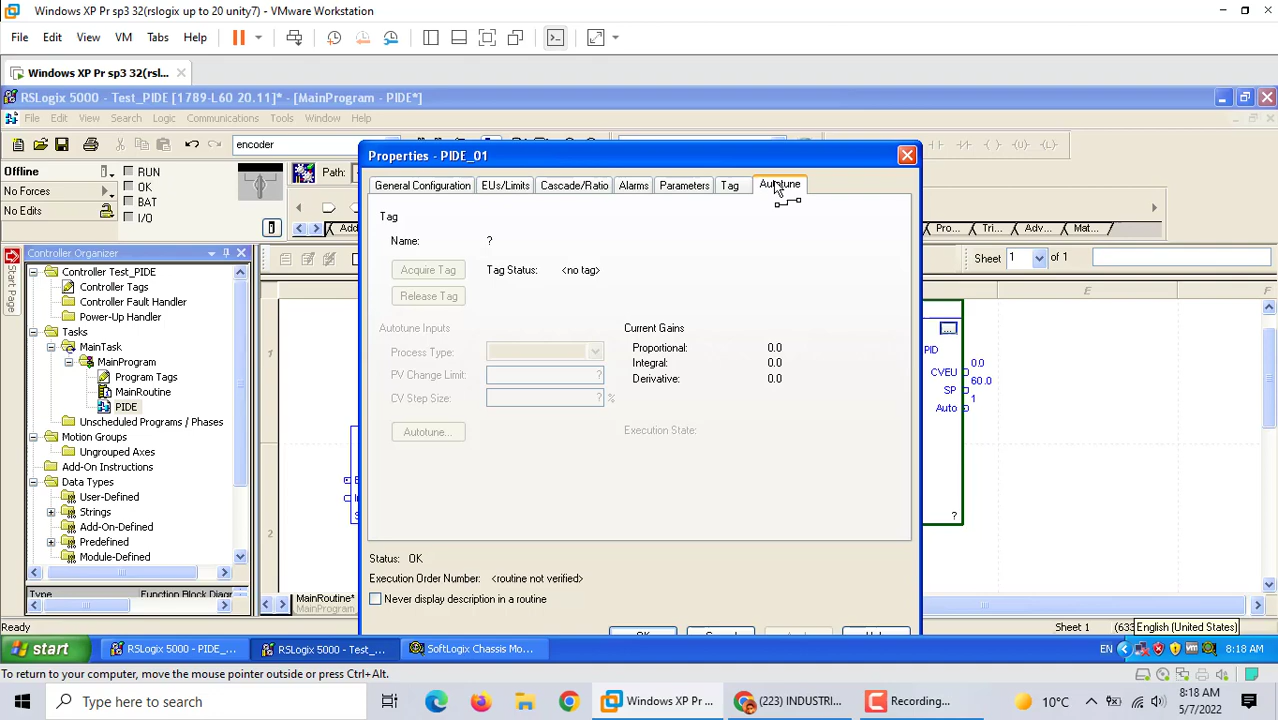 Windows XP Pr sp3 32(rslogix up to 20 unity7) - VMware Workstation
File Edit View VM Tabs Help
Windows XP Pr sp3 32(rsl...
RSLogix 5000 - Test_PIDE [1789-L60 20.11]* - [MainProgram - PIDE*]
File Edit View Search Logic Communications Tools Window Help
encoder
Properties - PIDE_01
Offline
RUN
Path:
No Forces
OK
No Edits
BAT
I/O
General Configuration EUs/Limits Cascade/Ratio Alarms Parameters Tag Autotune
Tag
Name: ?
Acquire Tag Tag Status: <no tag>
Release Tag
Autotune Inputs Current Gains
Process Type: Proportional: 0.0
Integral: 0.0
PV Change Limit: ? Derivative: 0.0
CV Step Size: ? %
Autotune... Execution State:
Status: OK
Execution Order Number: <routine not verified>
Never display description in a routine
Add
Pro... Tri... Adv... Mat...
Sheet 1 of 1
Start Page
Controller Organizer
Controller Test_PIDE
Controller Tags
Controller Fault Handler
Power-Up Handler
Tasks
MainTask
MainProgram
Program Tags
MainRoutine
PIDE
Unscheduled Programs / Phases
Motion Groups
Ungrouped Axes
Add-On Instructions
Data Types
User-Defined
Strings
Add-On-Defined
Predefined
Module-Defined
Type Function Block Diagr
E F
1
2
...
PID
CVEU 0.0
SP 60.0
Auto 1
?
MainRoutine*
MainProgram
Ready
Sheet 1
English (United States)
start
RSLogix 5000 - PIDE_...
RSLogix 5000 - Test_...
SoftLogix Chassis Mo...
EN
8:18 AM
To return to your computer, move the mouse pointer outside or press Ctrl+Alt.
Type here to search
Windows XP Pr...
(223) INDUSTRI...
Recording...
10°C
8:18 AM
5/7/2022